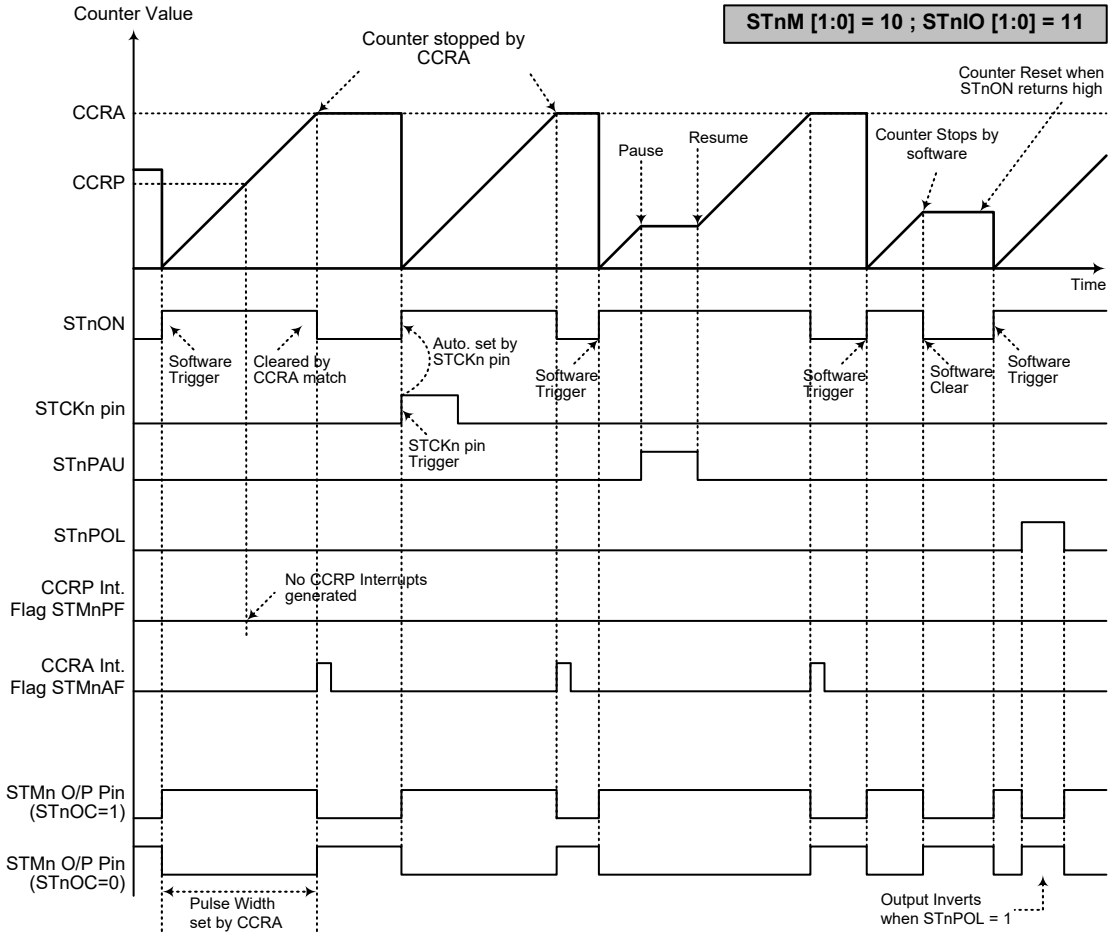 Counter Value
STnM [1:0] = 10 ; STnIO [1:0] = 11
Counter stopped by
CCRA
Counter Reset when
STnON returns high
CCRA
Pause
Resume
Counter Stops by
software
CCRP
Time
STnON
Software
Trigger
Cleared by
CCRA match
Auto. set by
STCKn pin
Software
Trigger
Software
Trigger
Software
Clear
Software
Trigger
STCKn pin
STCKn pin
Trigger
STnPAU
STnPOL
CCRP Int.
Flag STMnPF
No CCRP Interrupts
generated
CCRA Int.
Flag STMnAF
STMn O/P Pin
(STnOC=1)
STMn O/P Pin
(STnOC=0)
Pulse Width
set by CCRA
Output Inverts
when STnPOL = 1